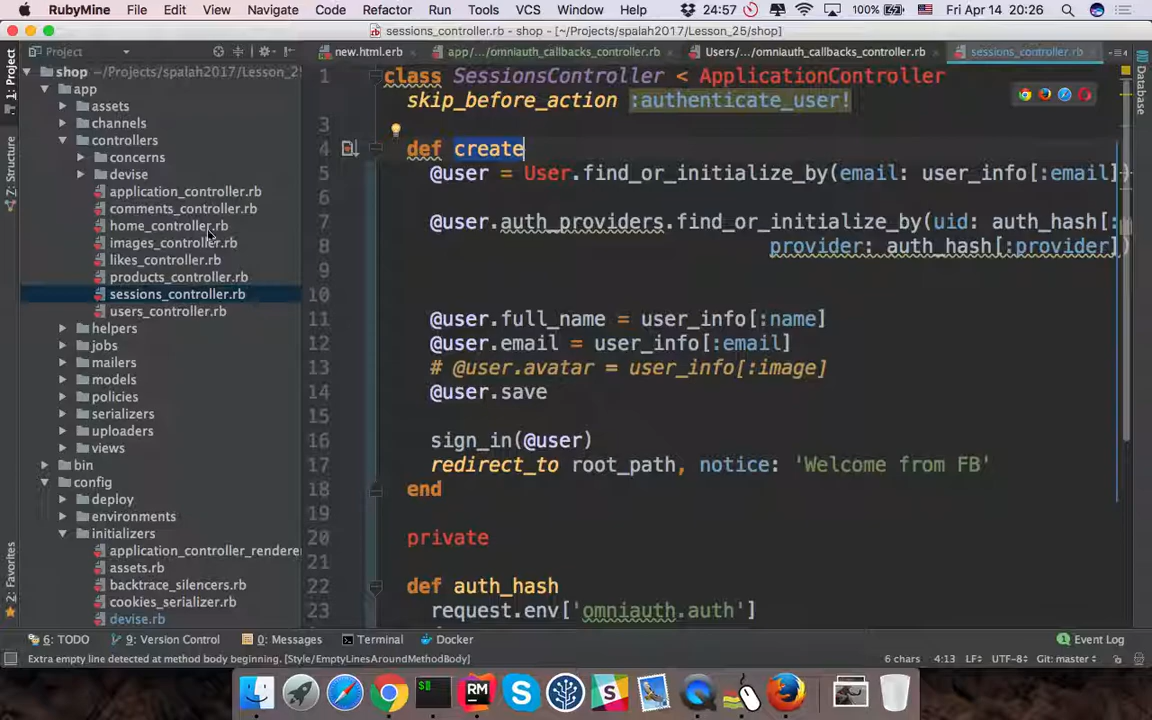 RubyMine File Edit View Navigate Code Refactor Run Tools VCS Window Help 24:57 100% Fri Apr 14 20:26
sessions_controller.rb - shop - [~/Projects/spalah2017/Lesson_25/shop]
Project
new.html.erb
app/.../omniauth_callbacks_controller.rb
Users/.../omniauth_callbacks_controller.rb
sessions_controller.rb
1: Project
Z: Structure
2: Favorites
Database
shop ~/Projects/spalah2017/Lesson_25
app
assets
channels
controllers
concerns
devise
application_controller.rb
comments_controller.rb
home_controller.rb
images_controller.rb
likes_controller.rb
products_controller.rb
sessions_controller.rb
users_controller.rb
helpers
jobs
mailers
models
policies
serializers
uploaders
views
bin
config
deploy
environments
initializers
application_controller_rendere
assets.rb
backtrace_silencers.rb
cookies_serializer.rb
devise.rb
1 class SessionsController < ApplicationController
skip_before_action :authenticate_user!
3
4 def create
5 @user = User.find_or_initialize_by(email: user_info[:email])
6
7 @user.auth_providers.find_or_initialize_by(uid: auth_hash[:
8 provider: auth_hash[:provider])
9
10
11 @user.full_name = user_info[:name]
12 @user.email = user_info[:email]
13 # @user.avatar = user_info[:image]
14 @user.save
15
16 sign_in(@user)
17 redirect_to root_path, notice: 'Welcome from FB'
18 end
19
20 private
21
22 def auth_hash
23 request.env['omniauth.auth']
6: TODO 9: Version Control 0: Messages Terminal Docker Event Log
Extra empty line detected at method body beginning. [Style/EmptyLinesAroundMethodBody] 6 chars 4:13 LF÷ UTF-8÷ Git: master÷